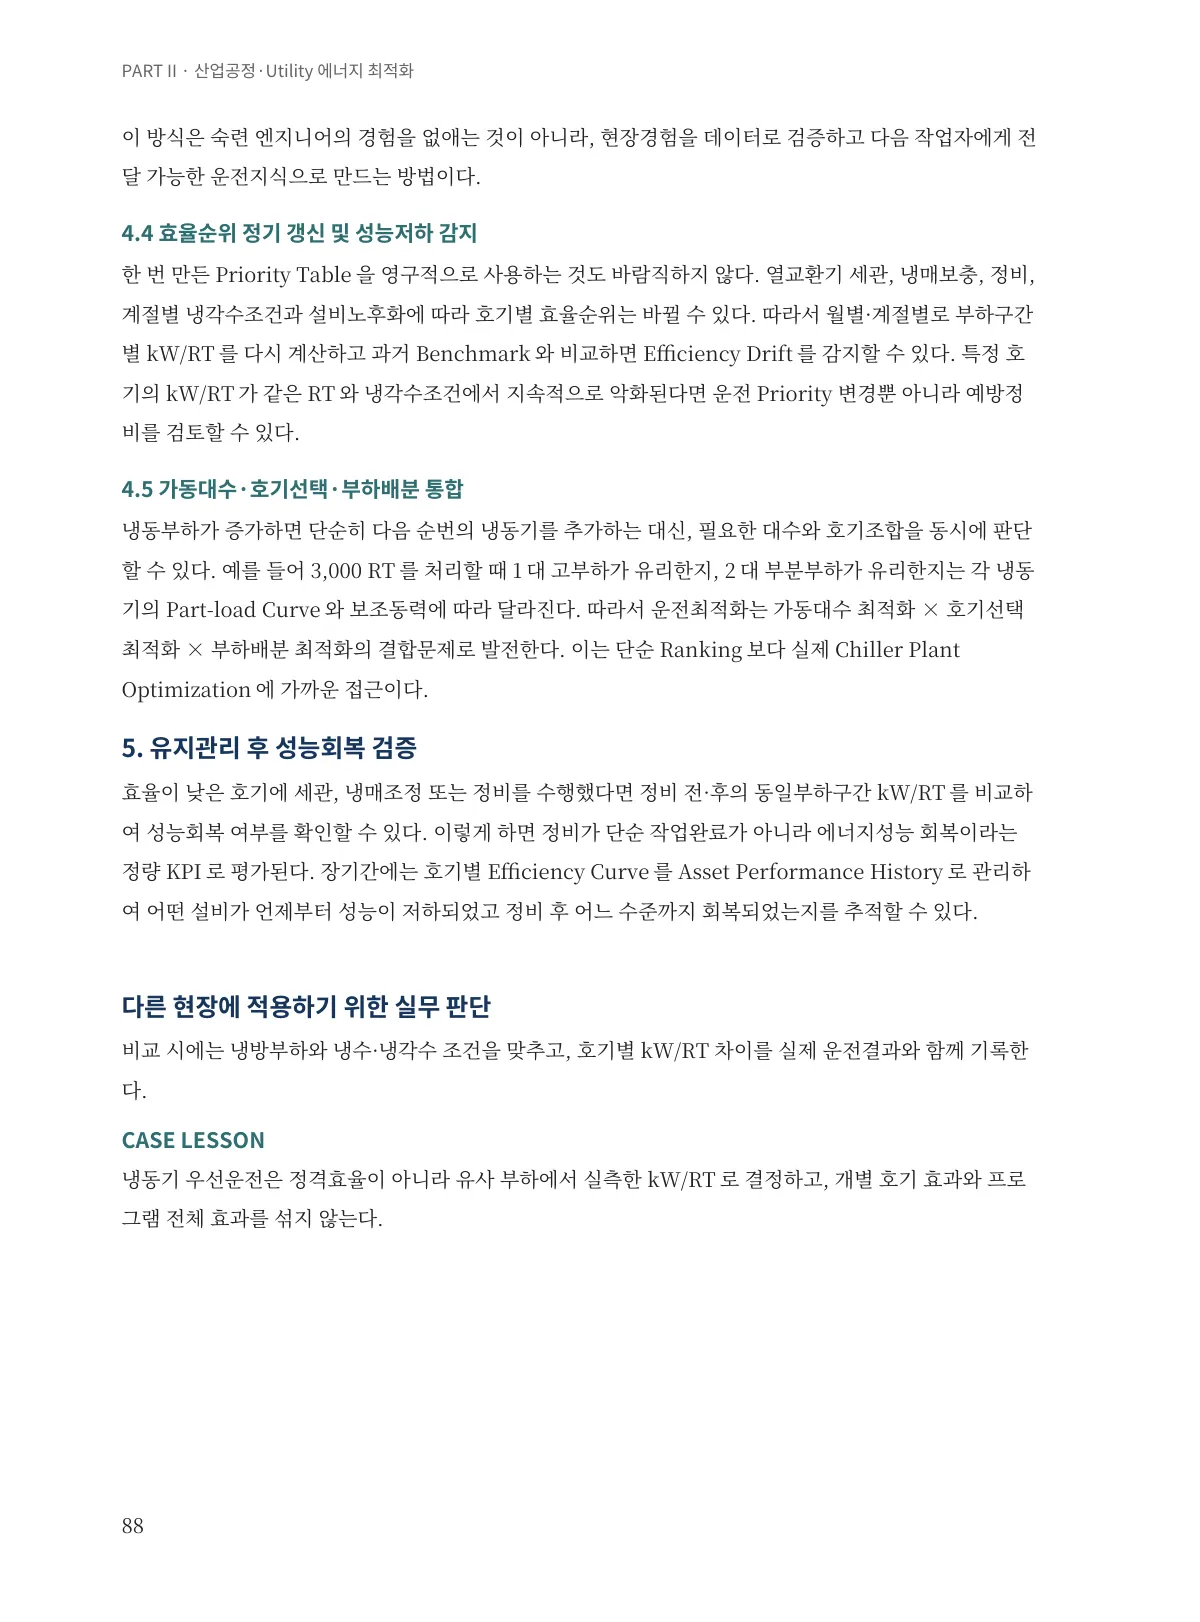 PART II · 산업공정·Utility 에너지 최적화
이 방식은 숙련 엔지니어의 경험을 없애는 것이 아니라, 현장경험을 데이터로 검증하고 다음 작업자에게 전
달 가능한 운전지식으로 만드는 방법이다.
4.4 효율순위 정기 갱신 및 성능저하 감지
한 번 만든 Priority Table 을 영구적으로 사용하는 것도 바람직하지 않다. 열교환기 세관, 냉매보충, 정비,
계절별 냉각수조건과 설비노후화에 따라 호기별 효율순위는 바뀔 수 있다. 따라서 월별·계절별로 부하구간
별 kW/RT 를 다시 계산하고 과거 Benchmark 와 비교하면 Efficiency Drift 를 감지할 수 있다. 특정 호
기의 kW/RT 가 같은 RT 와 냉각수조건에서 지속적으로 악화된다면 운전 Priority 변경뿐 아니라 예방정
비를 검토할 수 있다.
4.5 가동대수·호기선택·부하배분 통합
냉동부하가 증가하면 단순히 다음 순번의 냉동기를 추가하는 대신, 필요한 대수와 호기조합을 동시에 판단
할 수 있다. 예를 들어 3,000 RT 를 처리할 때 1 대 고부하가 유리한지, 2 대 부분부하가 유리한지는 각 냉동
기의 Part-load Curve 와 보조동력에 따라 달라진다. 따라서 운전최적화는 가동대수 최적화 × 호기선택
최적화 × 부하배분 최적화의 결합문제로 발전한다. 이는 단순 Ranking 보다 실제 Chiller Plant
Optimization 에 가까운 접근이다.
5. 유지관리 후 성능회복 검증
효율이 낮은 호기에 세관, 냉매조정 또는 정비를 수행했다면 정비 전·후의 동일부하구간 kW/RT 를 비교하
여 성능회복 여부를 확인할 수 있다. 이렇게 하면 정비가 단순 작업완료가 아니라 에너지성능 회복이라는
정량 KPI 로 평가된다. 장기간에는 호기별 Efficiency Curve 를 Asset Performance History 로 관리하
여 어떤 설비가 언제부터 성능이 저하되었고 정비 후 어느 수준까지 회복되었는지를 추적할 수 있다.
다른 현장에 적용하기 위한 실무 판단
비교 시에는 냉방부하와 냉수·냉각수 조건을 맞추고, 호기별 kW/RT 차이를 실제 운전결과와 함께 기록한
다.
CASE LESSON
냉동기 우선운전은 정격효율이 아니라 유사 부하에서 실측한 kW/RT 로 결정하고, 개별 호기 효과와 프로
그램 전체 효과를 섞지 않는다.
88